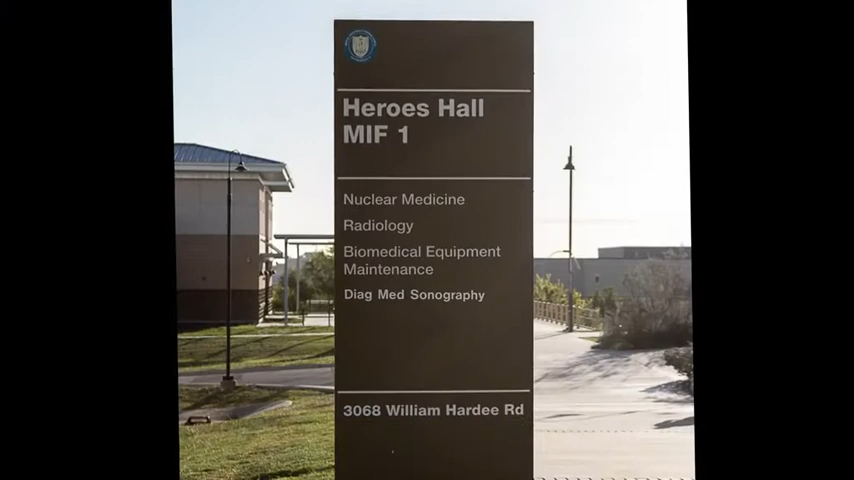 Heroes Hall
MIF 1
Nuclear Medicine
Radiology
Biomedical Equipment
Maintenance
Diag Med Sonography
3068 William Hardee Rd